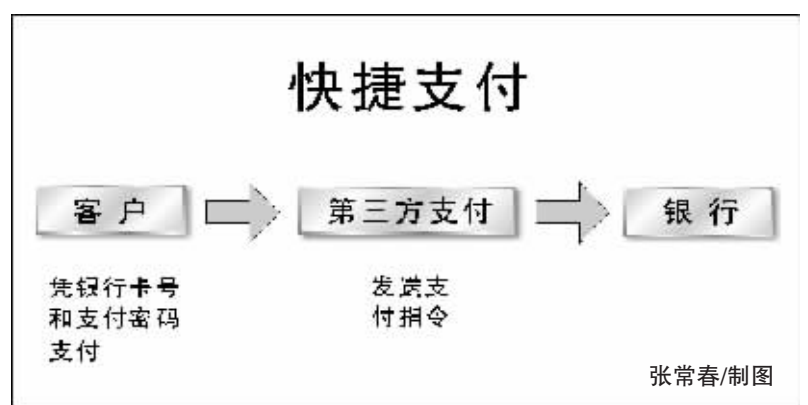 快捷支付
客户
第三方支付
银行
凭银行卡号
和支付密码
支付
发送支
付指令
张常春/制图